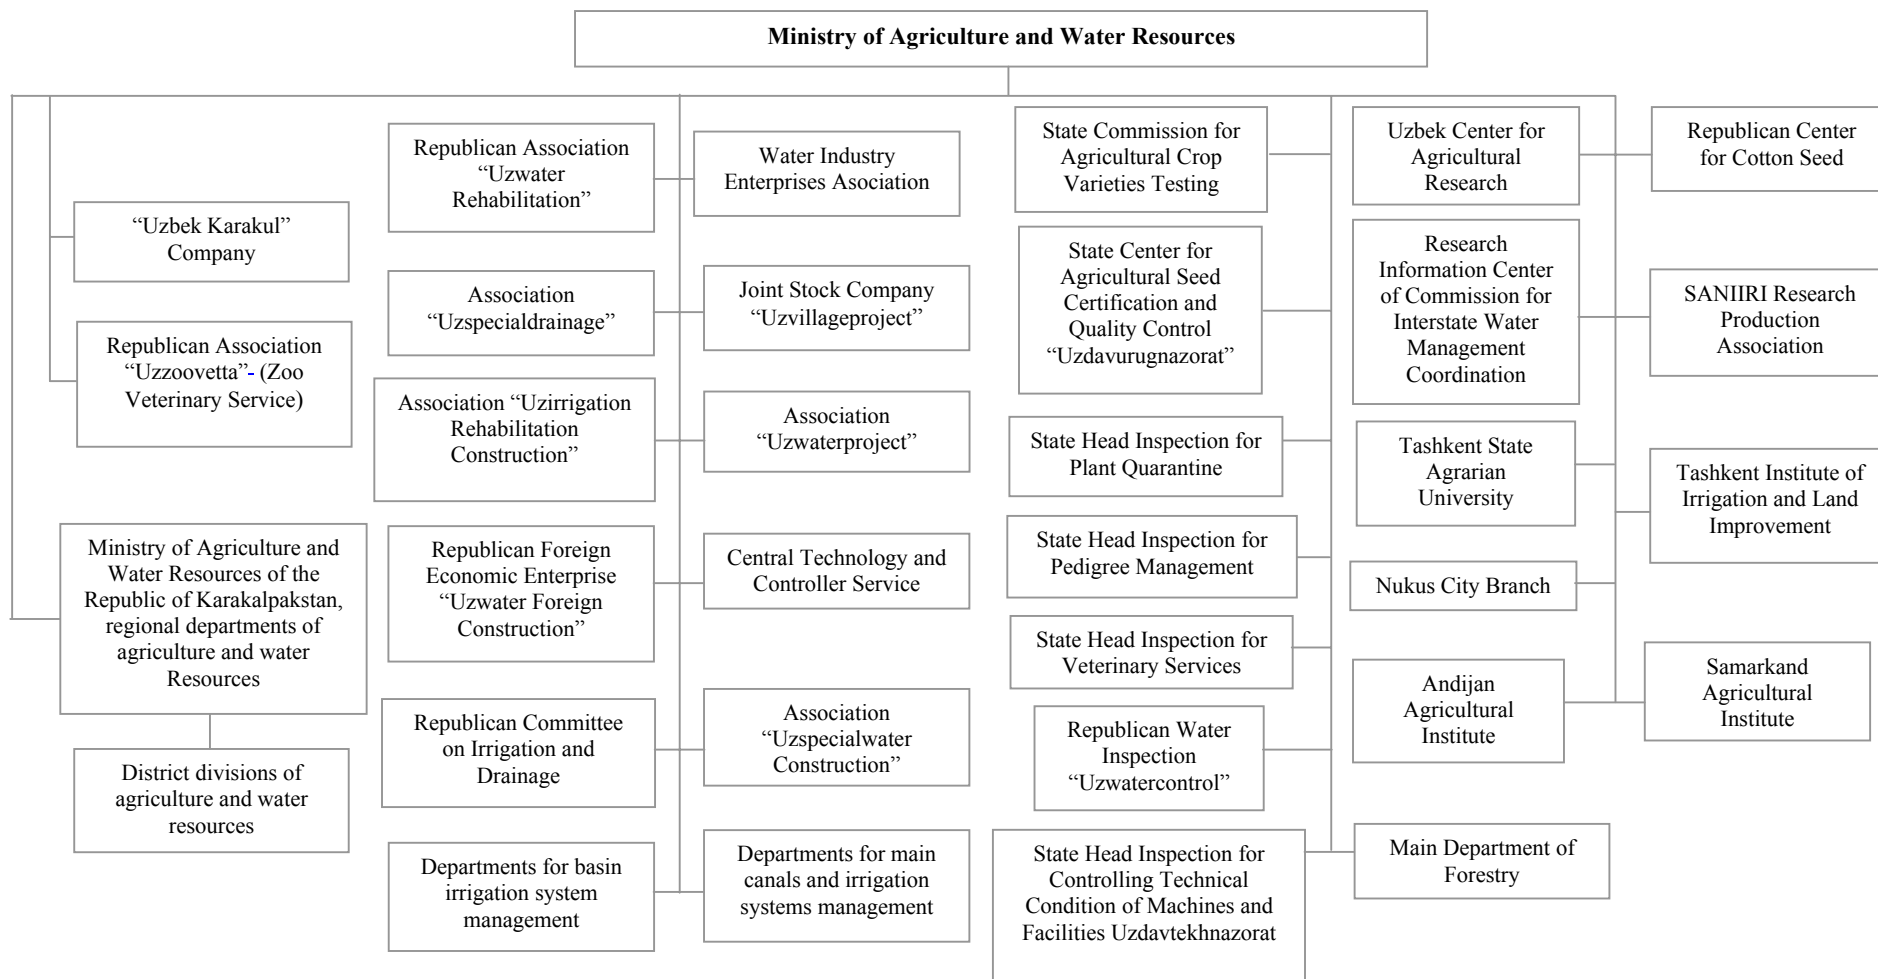 Ministry of Agriculture and Water Resources
“Uzbek Karakul”
Company
Republican Association
“Uzzoovetta”- (Zoo
Veterinary Service)
Ministry of Agriculture and
Water Resources of the
Republic of Karakalpakstan,
regional departments of
agriculture and water
Resources
District divisions of
agriculture and water
resources
Republican Association
“Uzwater
Rehabilitation”
Water Industry
Enterprises Asociation
Association
“Uzspecialdrainage”
Joint Stock Company
“Uzvillageproject”
Association “Uzirrigation
Rehabilitation
Construction”
Association
“Uzwaterproject”
Republican Foreign
Economic Enterprise
“Uzwater Foreign
Construction”
Central Technology and
Controller Service
Republican Committee
on Irrigation and
Drainage
Association
“Uzspecialwater
Construction”
Departments for basin
irrigation system
management
Departments for main
canals and irrigation
systems management
State Commission for
Agricultural Crop
Varieties Testing
State Center for
Agricultural Seed
Certification and
Quality Control
“Uzdavurugnazorat”
State Head Inspection for
Plant Quarantine
State Head Inspection for
Pedigree Management
State Head Inspection for
Veterinary Services
Republican Water
Inspection
“Uzwatercontrol”
State Head Inspection for
Controlling Technical
Condition of Machines and
Facilities Uzdavtekhnazorat
Main Department of
Forestry
Uzbek Center for
Agricultural
Research
Republican Center
for Cotton Seed
Research
Information Center
of Commission for
Interstate Water
Management
Coordination
SANIIRI Research
Production
Association
Tashkent State
Agrarian
University
Tashkent Institute of
Irrigation and Land
Improvement
Nukus City Branch
Andijan
Agricultural
Institute
Samarkand
Agricultural
Institute